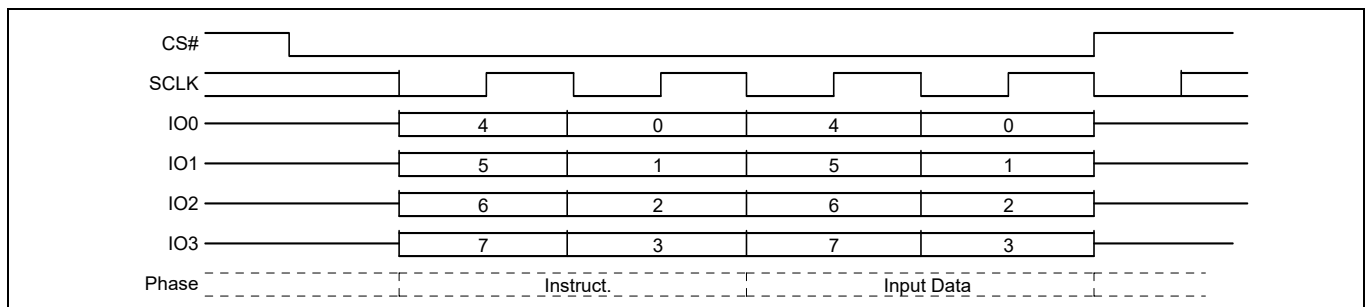 CS#
SCLK
IO0 4 0 4 0
IO1 5 1 5 1
IO2 6 2 6 2
IO3 7 3 7 3
Phase Instruct. Input Data